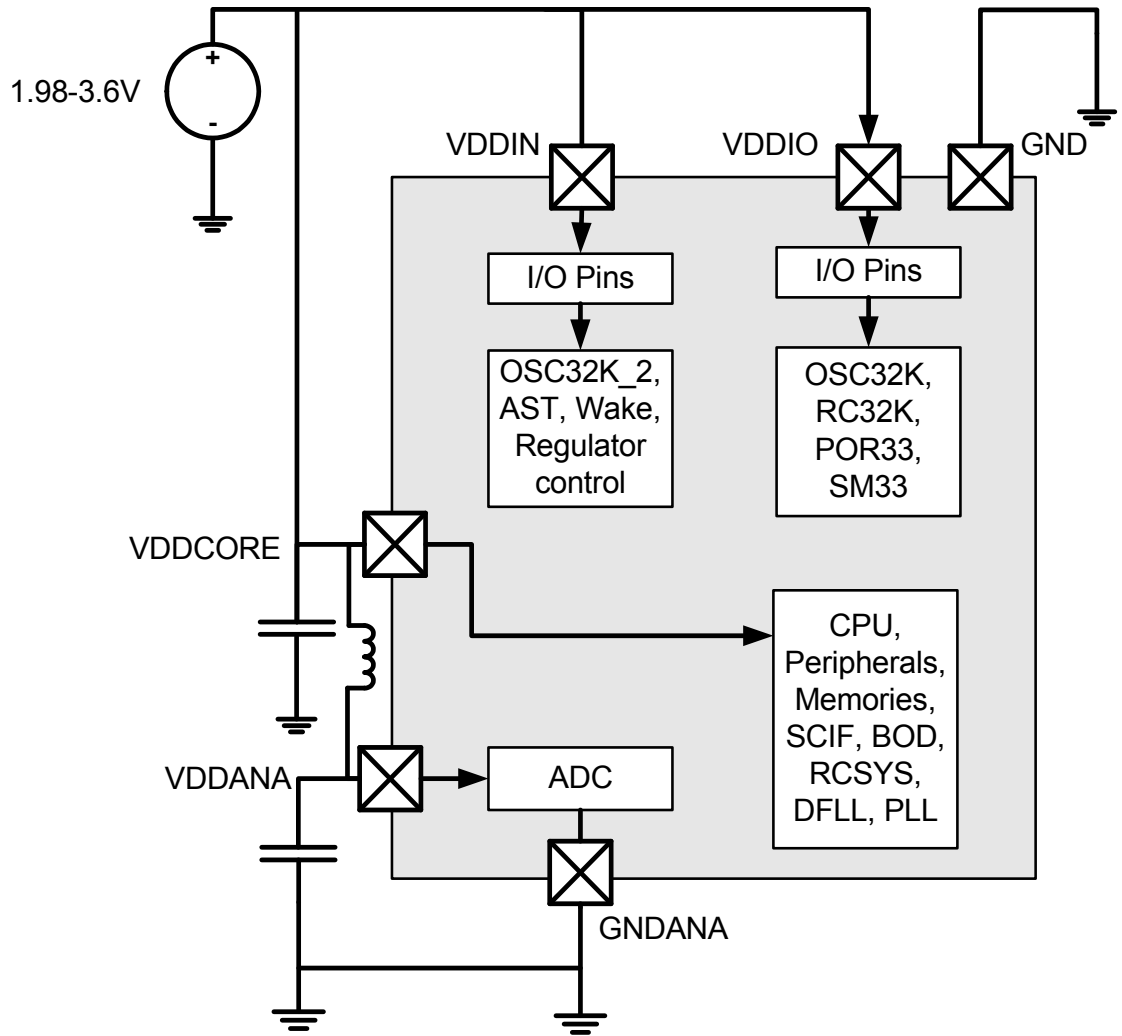 +
1.98-3.6V
-
VDDIN
VDDIO
GND
I/O Pins
I/O Pins
OSC32K_2,
AST, Wake,
Regulator
control
OSC32K,
RC32K,
POR33,
SM33
VDDCORE
CPU,
Peripherals,
Memories,
SCIF, BOD,
RCSYS,
DFLL, PLL
VDDANA
ADC
GNDANA